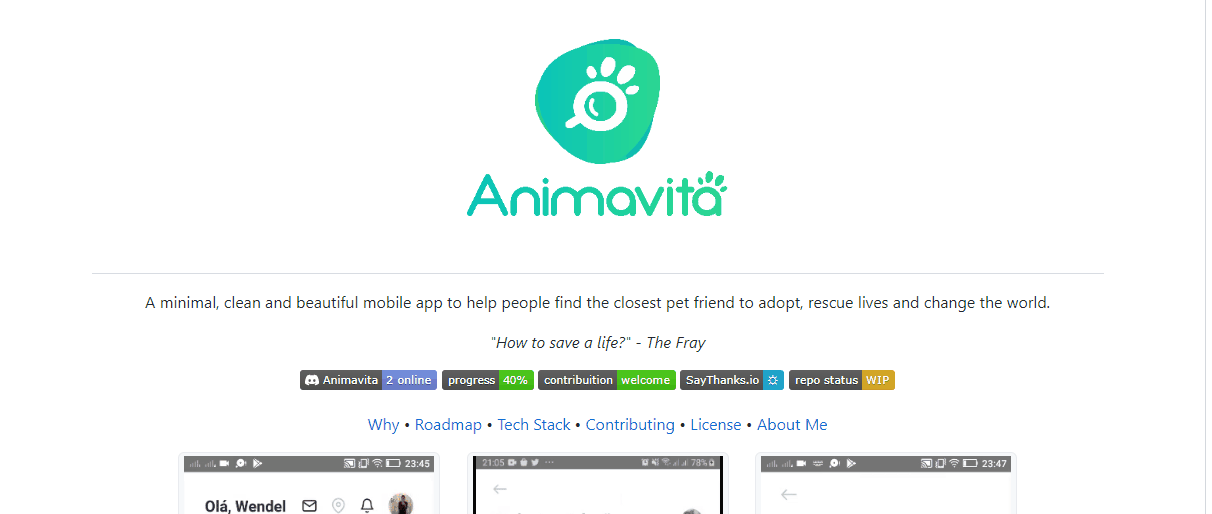 Animavita
A minimal, clean and beautiful mobile app to help people find the closest pet friend to adopt, rescue lives and change the world.
"How to save a life?" - The Fray
Animavita 2 online progress 40% contribuition welcome SayThanks.io repo status WIP
Why • Roadmap • Tech Stack • Contributing • License • About Me
23:45 21:05 ··· 78% 23:47
Olá, Wendel